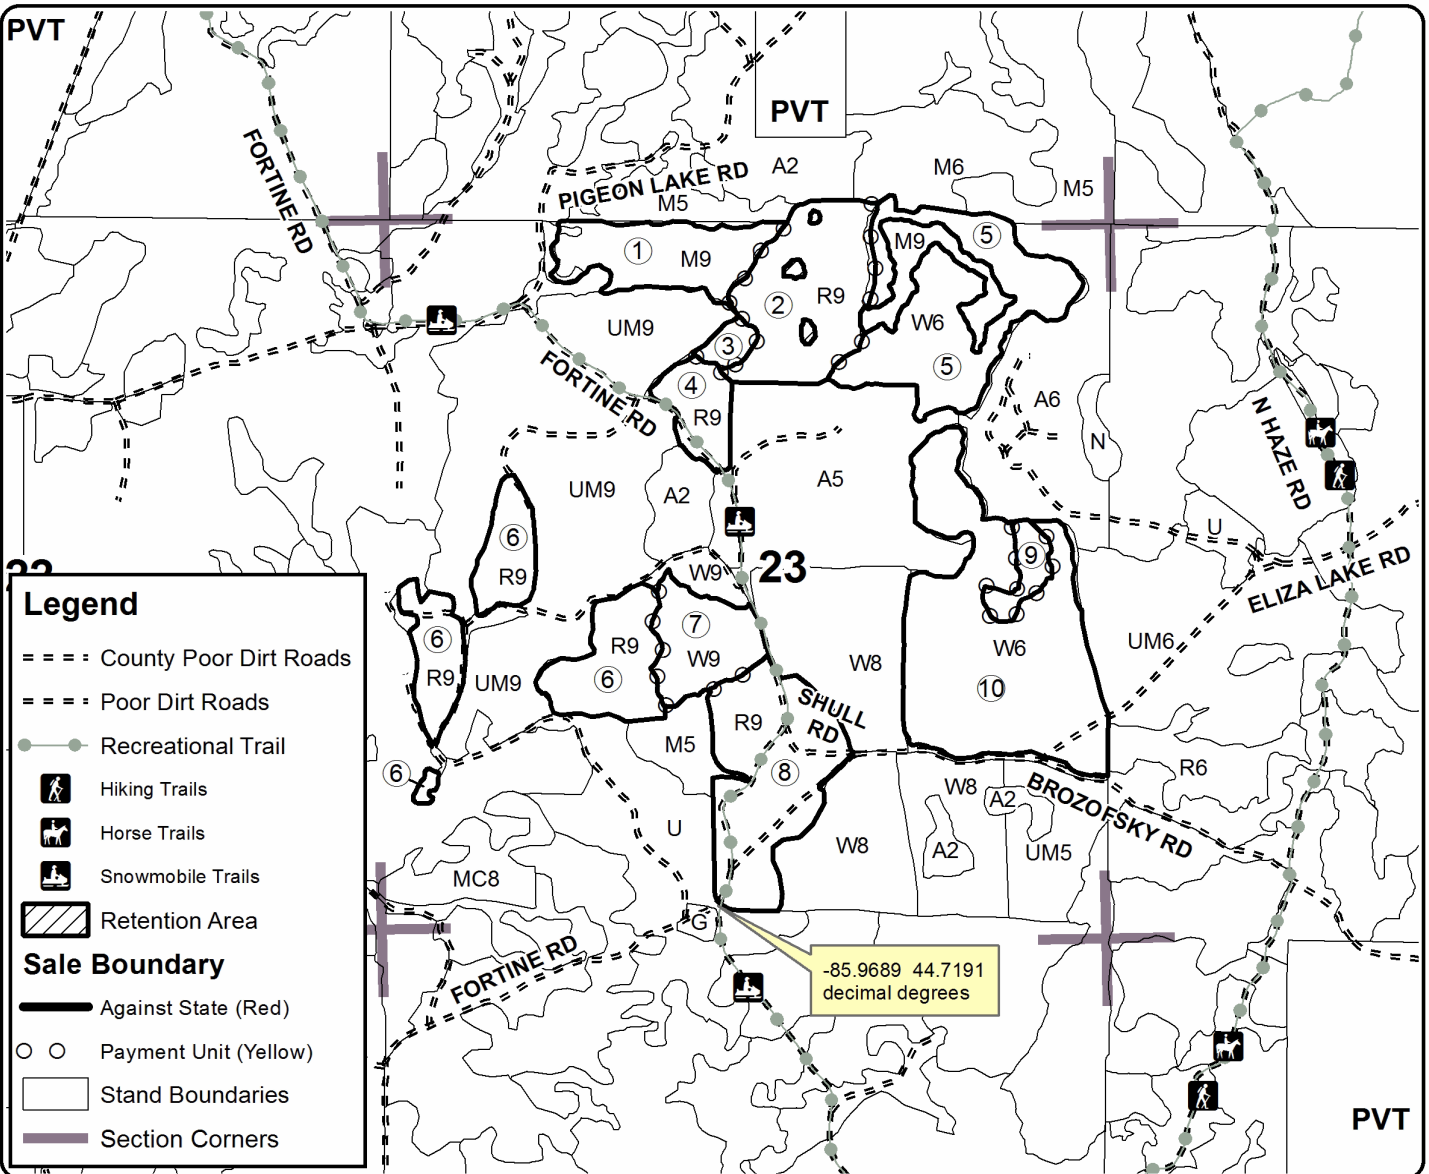 PVT
PVT
A2
M6
M5
PIGEON LAKE RD
M5
FORTINE RD
1
M9
M9
5
2
R9
UM9
W6
3
5
FORTINE RD
4
R9
A6
N
N HAZE RD
UM9
A2
A5
U
6
R9
W9
23
9
ELIZA LAKE RD
6
R9
R9
6
7
W9
UM9
W8
W6
10
UM6
SHULL
RD
R9
M5
8
6
R6
W8
A2
BROZOFSKY RD
U
W8
A2
UM5
MC8
G
FORTINE RD
-85.9689 44.7191
decimal degrees
PVT
Legend
County Poor Dirt Roads
Poor Dirt Roads
Recreational Trail
Hiking Trails
Horse Trails
Snowmobile Trails
Retention Area
Sale Boundary
Against State (Red)
Payment Unit (Yellow)
Stand Boundaries
Section Corners